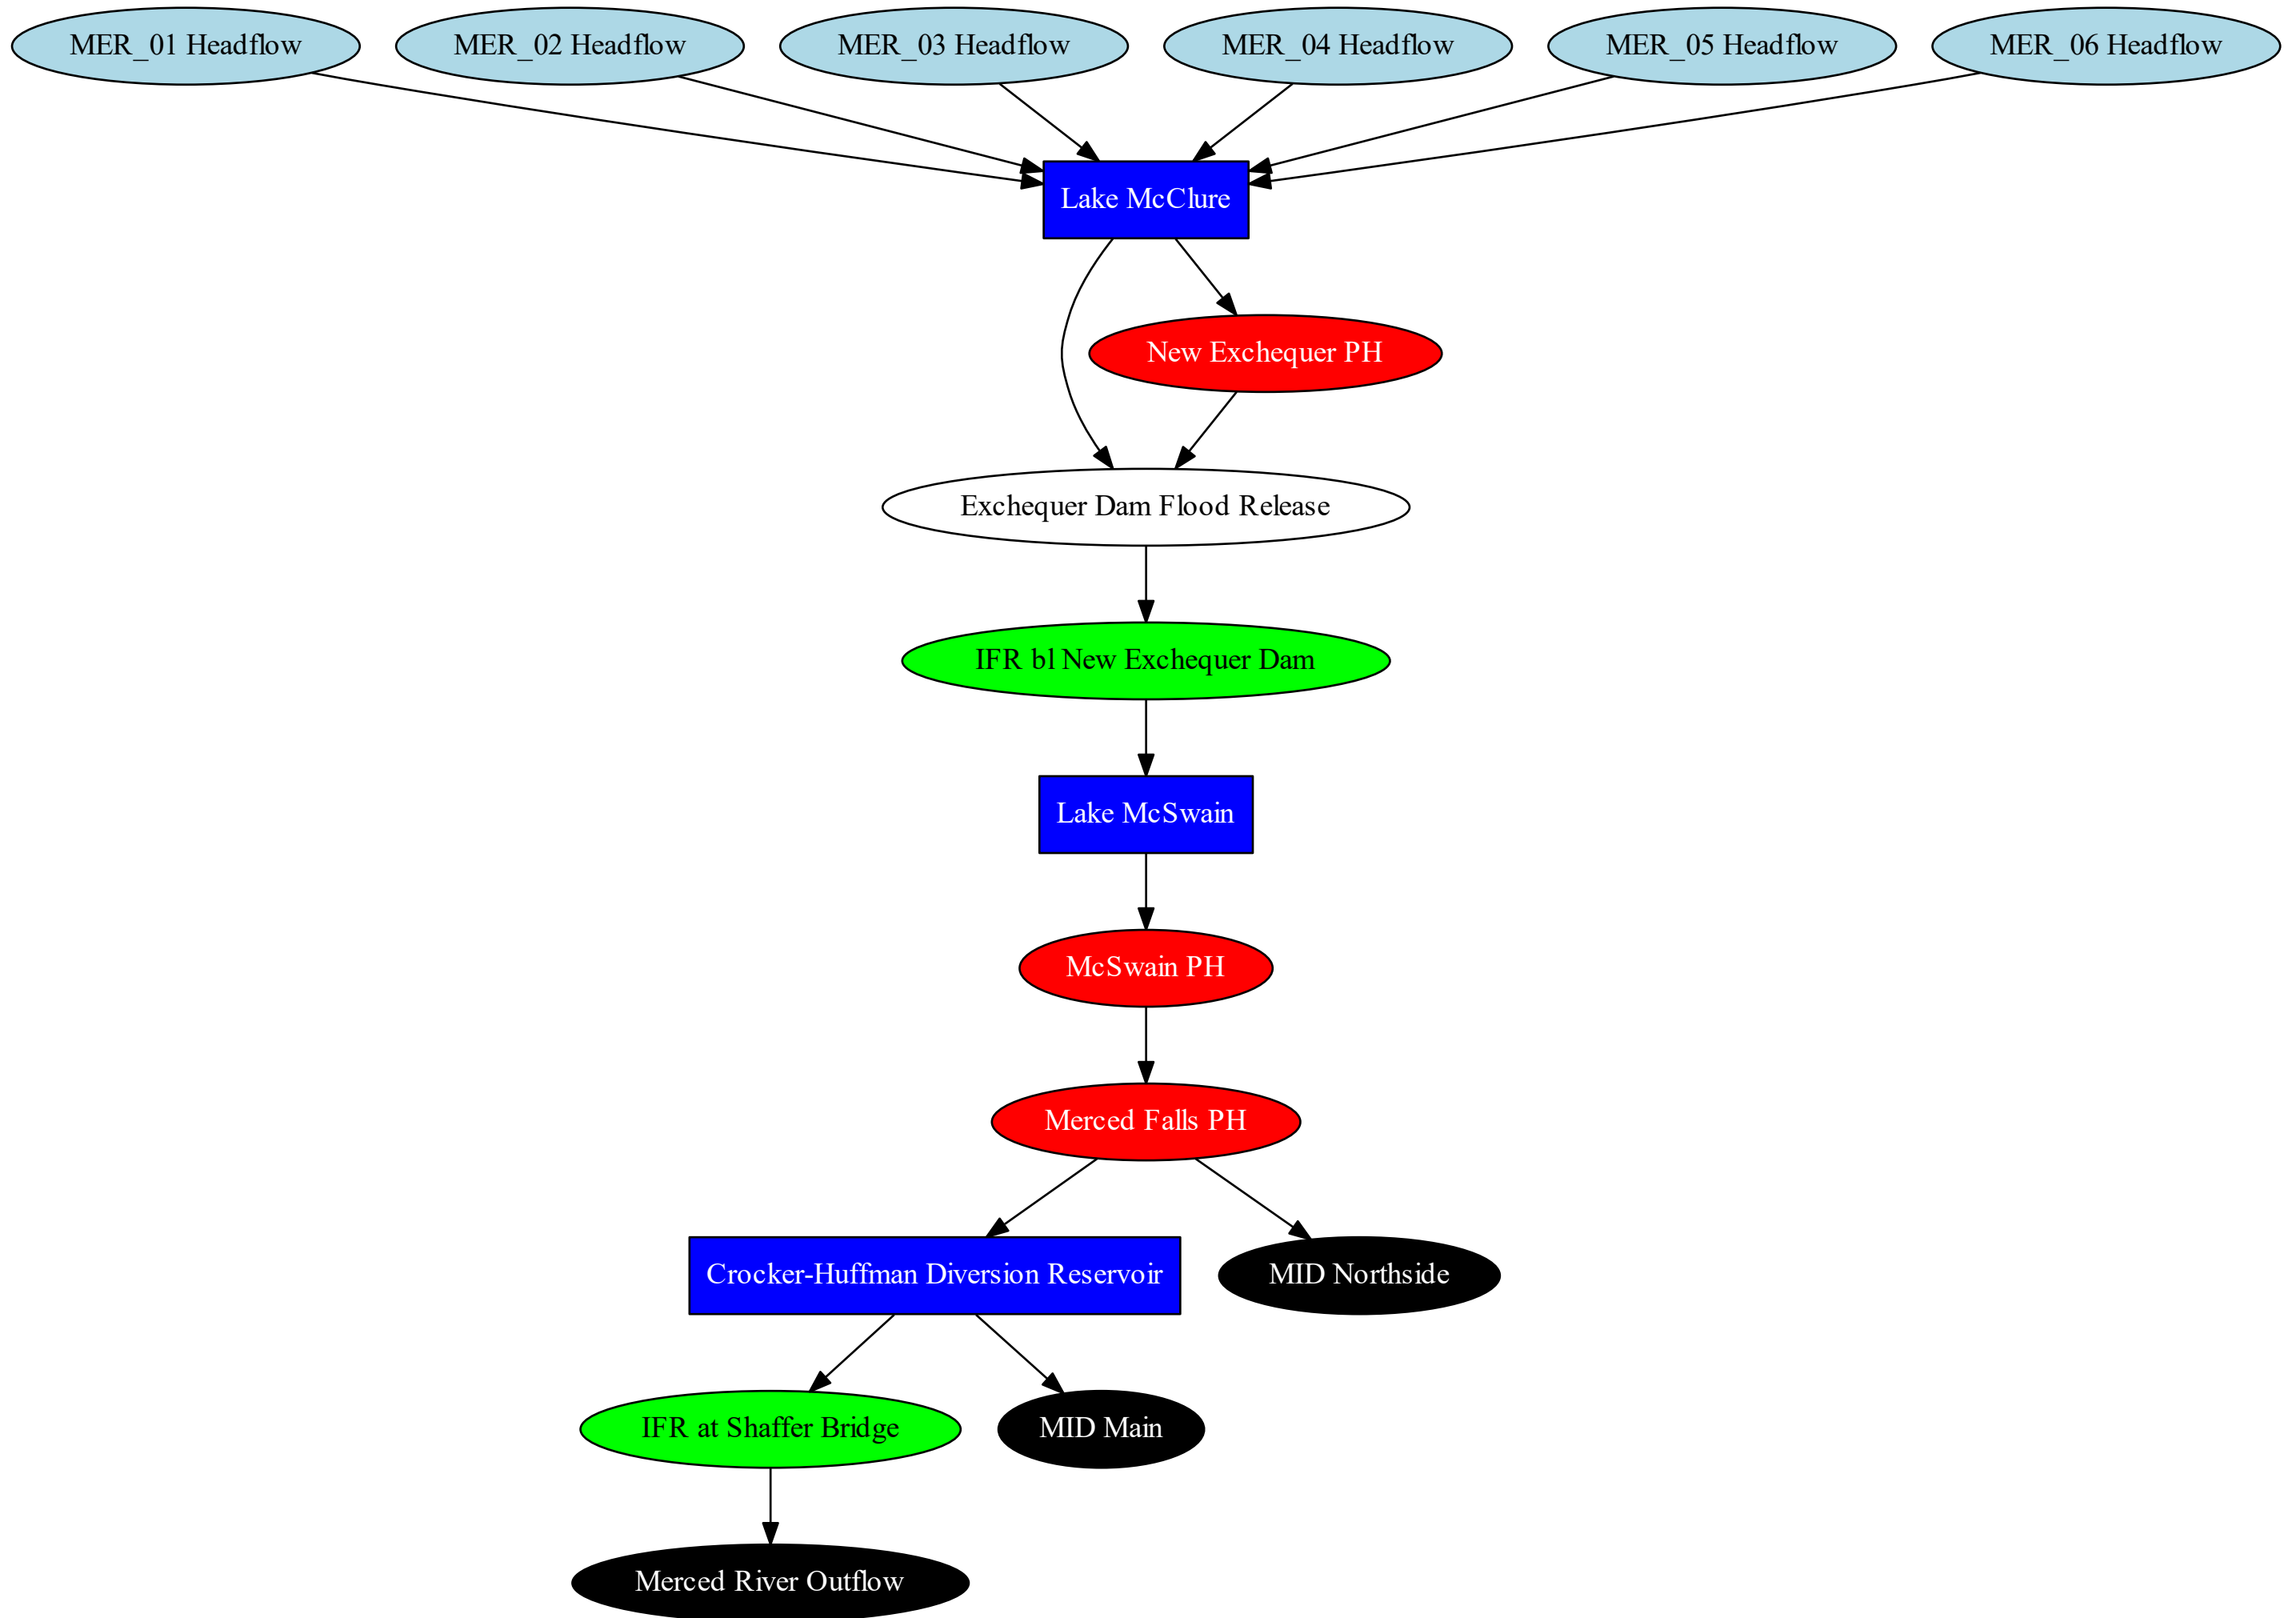 MER_01 Headflow
MER_02 Headflow
MER_03 Headflow
MER_04 Headflow
MER_05 Headflow
MER_06 Headflow
Lake McClure
New Exchequer PH
Exchequer Dam Flood Release
IFR bl New Exchequer Dam
Lake McSwain
McSwain PH
Merced Falls PH
Crocker-Huffman Diversion Reservoir
MID Northside
IFR at Shaffer Bridge
MID Main
Merced River Outflow